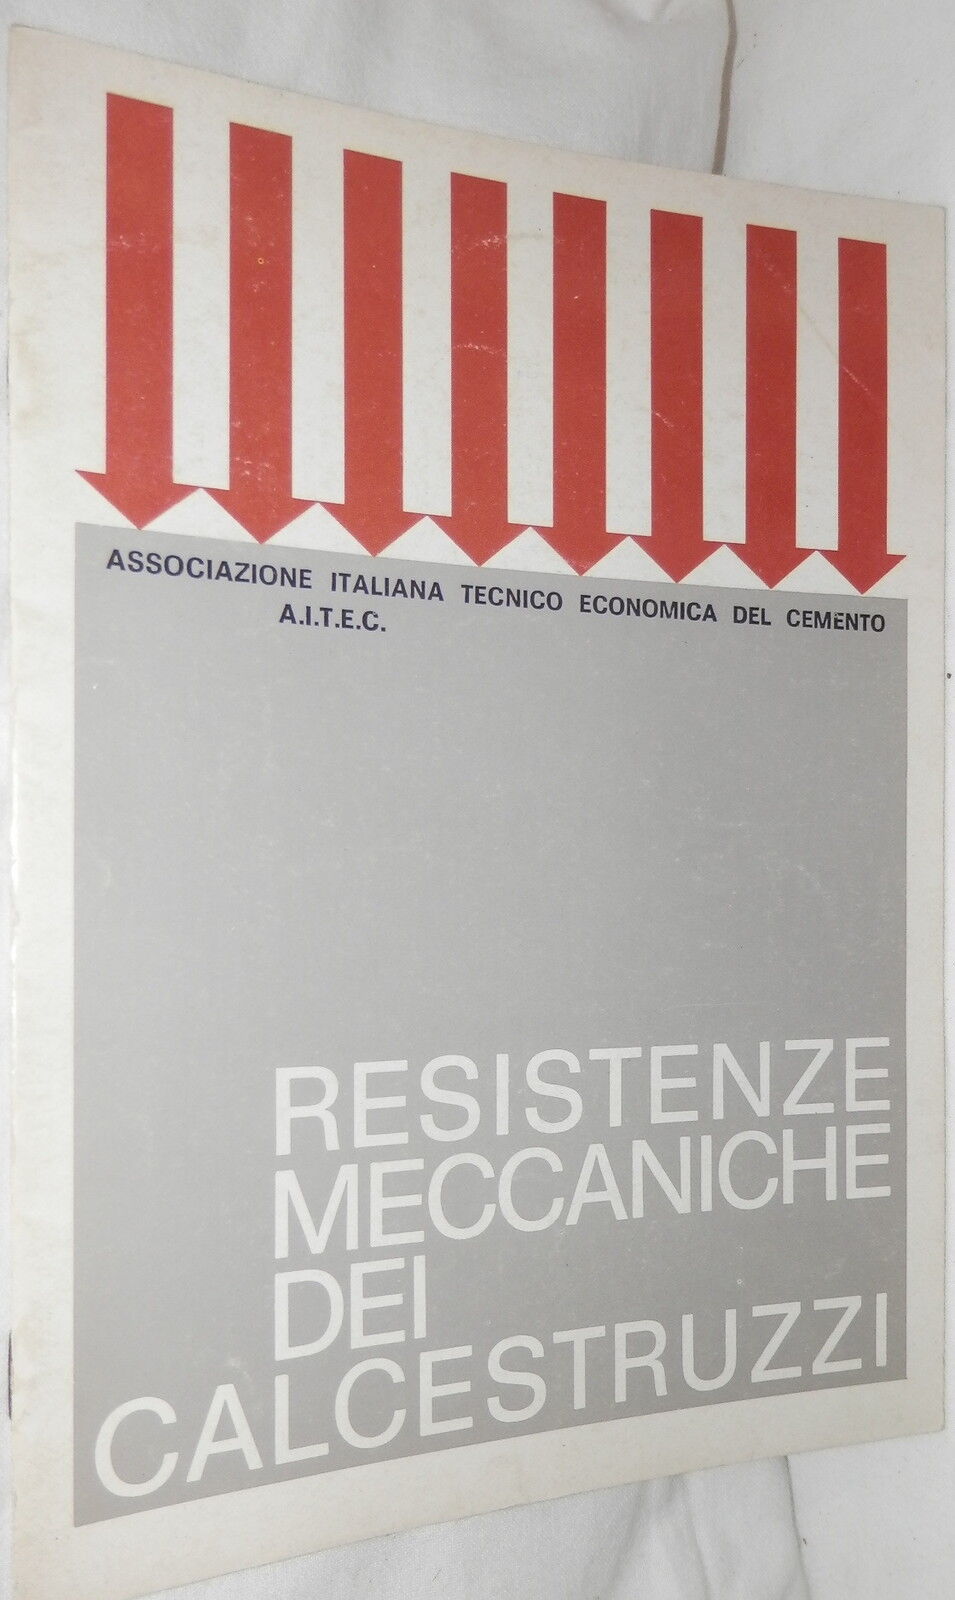 ASSOCIAZIONE ITALIANA TECNICO ECONOMICA DEL CEMENTO
A.I.T.E.C.
RESISTENZE
MECCANICHE
DEI
CALCESTRUZZI